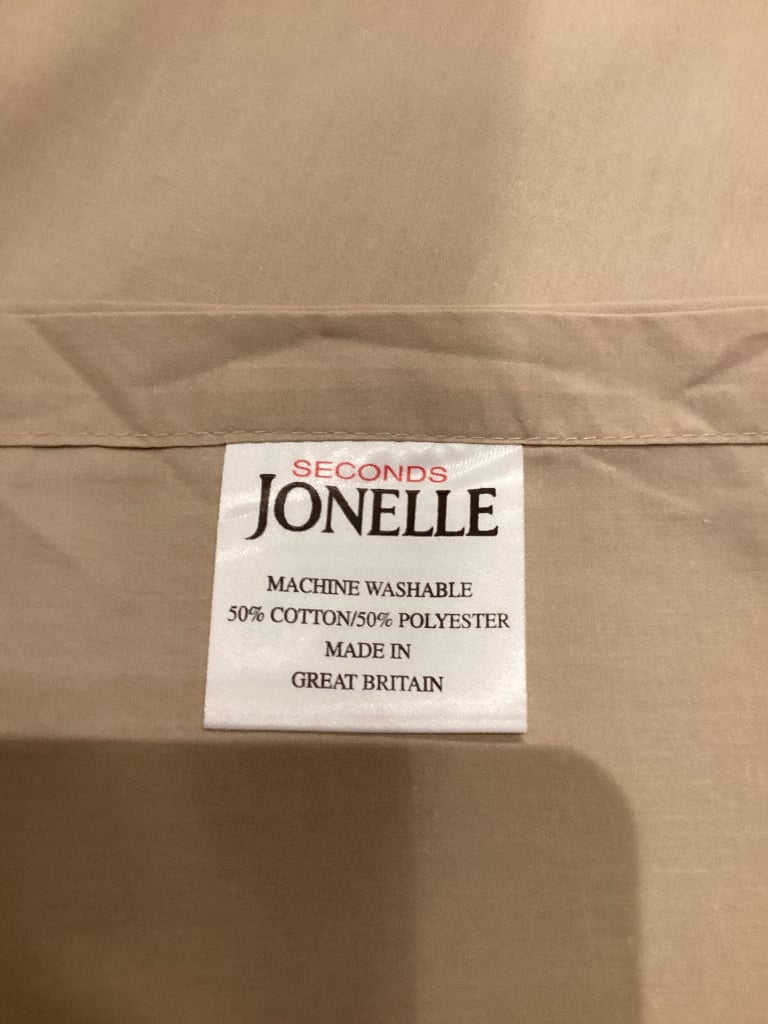 SECONDS
JONELLE
MACHINE WASHABLE
50% COTTON/50% POLYESTER
MADE IN
GREAT BRITAIN